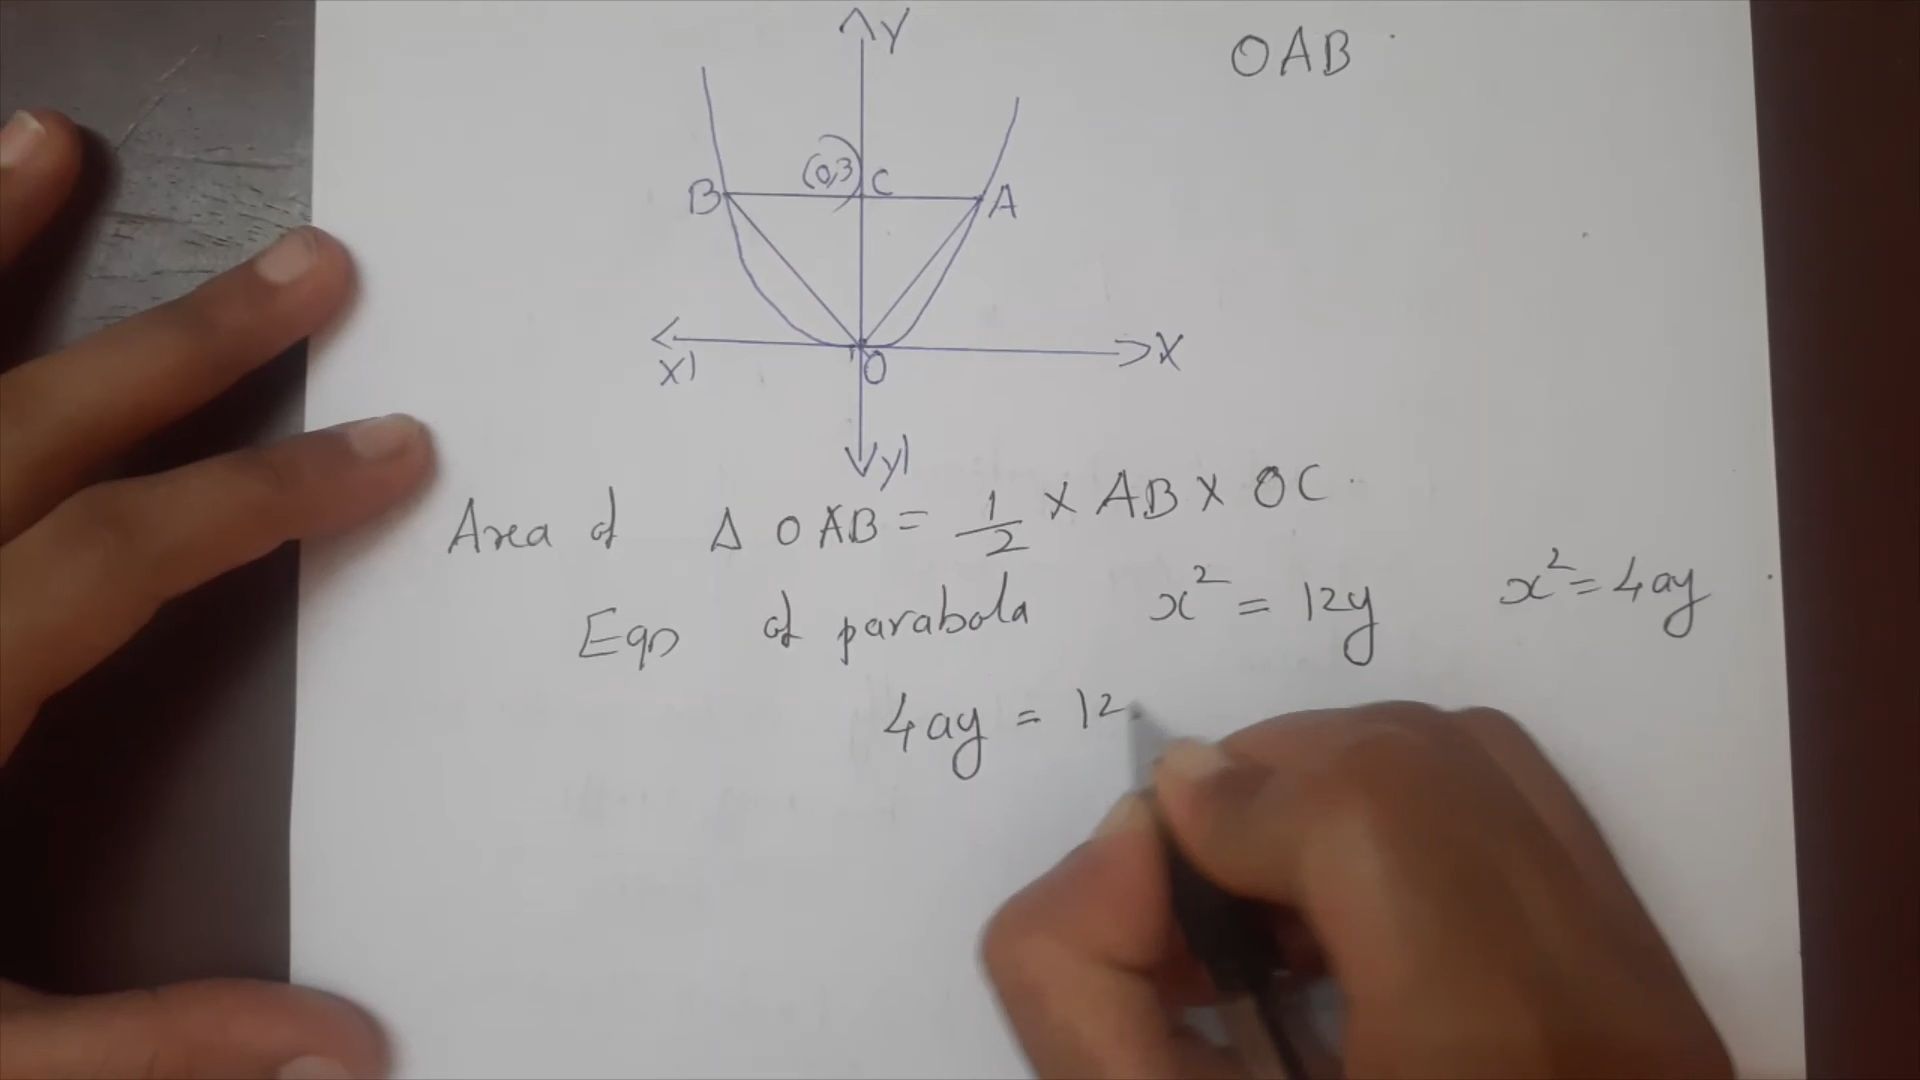 Y
OAB
(0,3)
C
B
A
X
X'
O
Y'
Area of Δ OAB = 1/2 × AB × OC.
Eqn of parabola x² = 12y x² = 4ay
4ay = 12